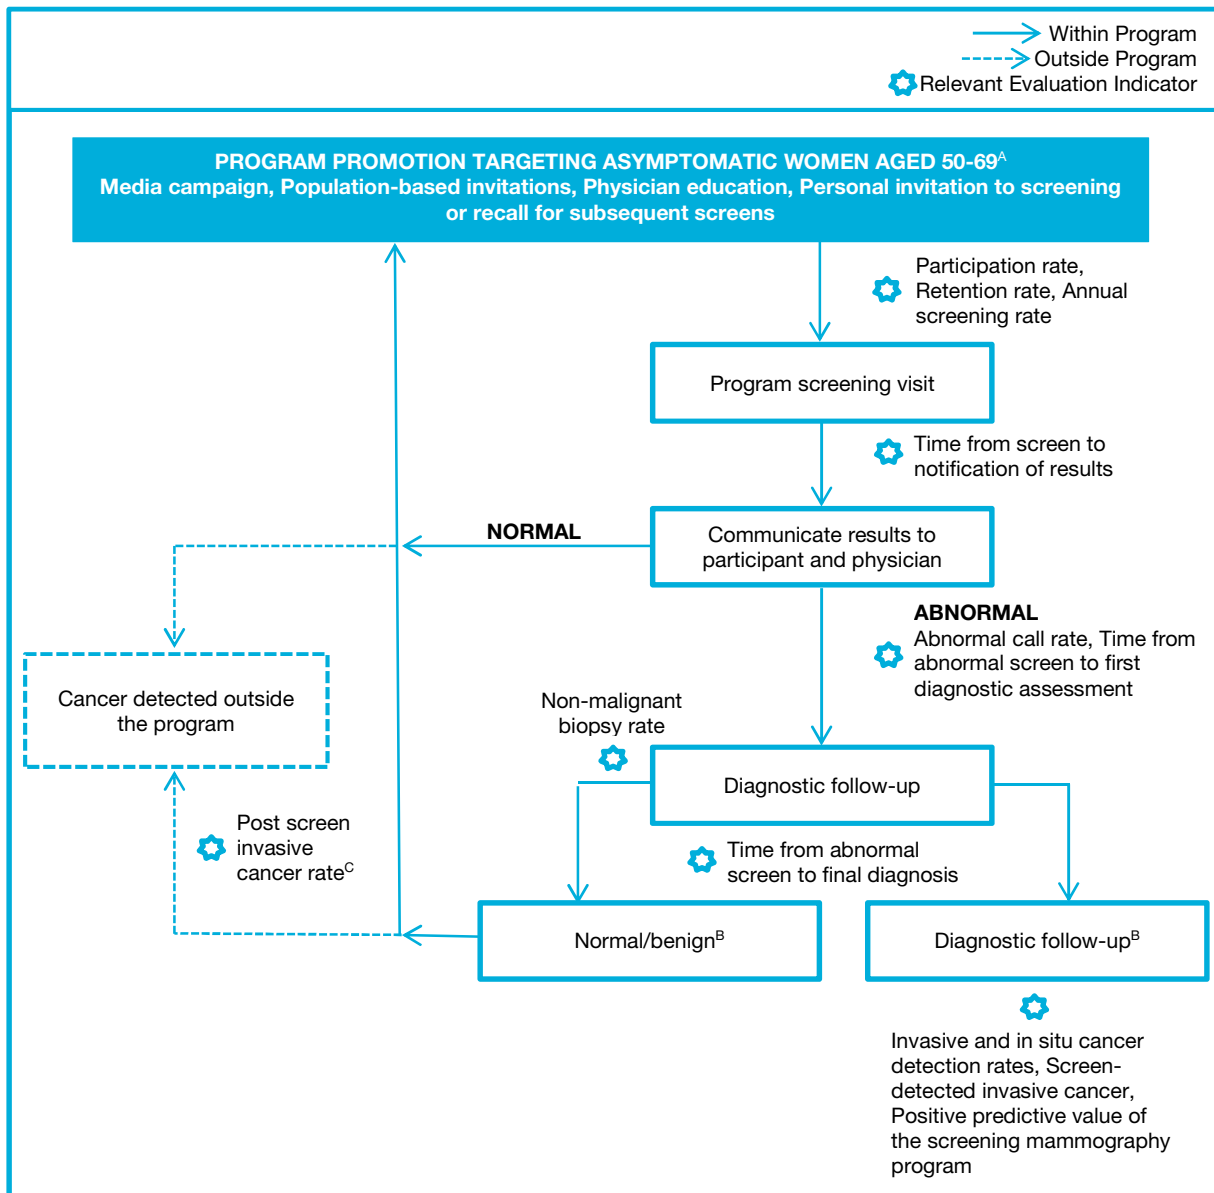 Within Program
Outside Program
Relevant Evaluation Indicator
PROGRAM PROMOTION TARGETING ASYMPTOMATIC WOMEN AGED 50-69ᴬ
Media campaign, Population-based invitations, Physician education, Personal invitation to screening
or recall for subsequent screens
Participation rate,
Retention rate, Annual
screening rate
Program screening visit
Time from screen to
notification of results
NORMAL
Communicate results to
participant and physician
ABNORMAL
Abnormal call rate, Time from
abnormal screen to first
diagnostic assessment
Cancer detected outside
the program
Non-malignant
biopsy rate
Diagnostic follow-up
Post screen
invasive
cancer rateᶜ
Time from abnormal
screen to final diagnosis
Normal/benignᴮ
Diagnostic follow-upᴮ
Invasive and in situ cancer
detection rates, Screen-
detected invasive cancer,
Positive predictive value of
the screening mammography
program